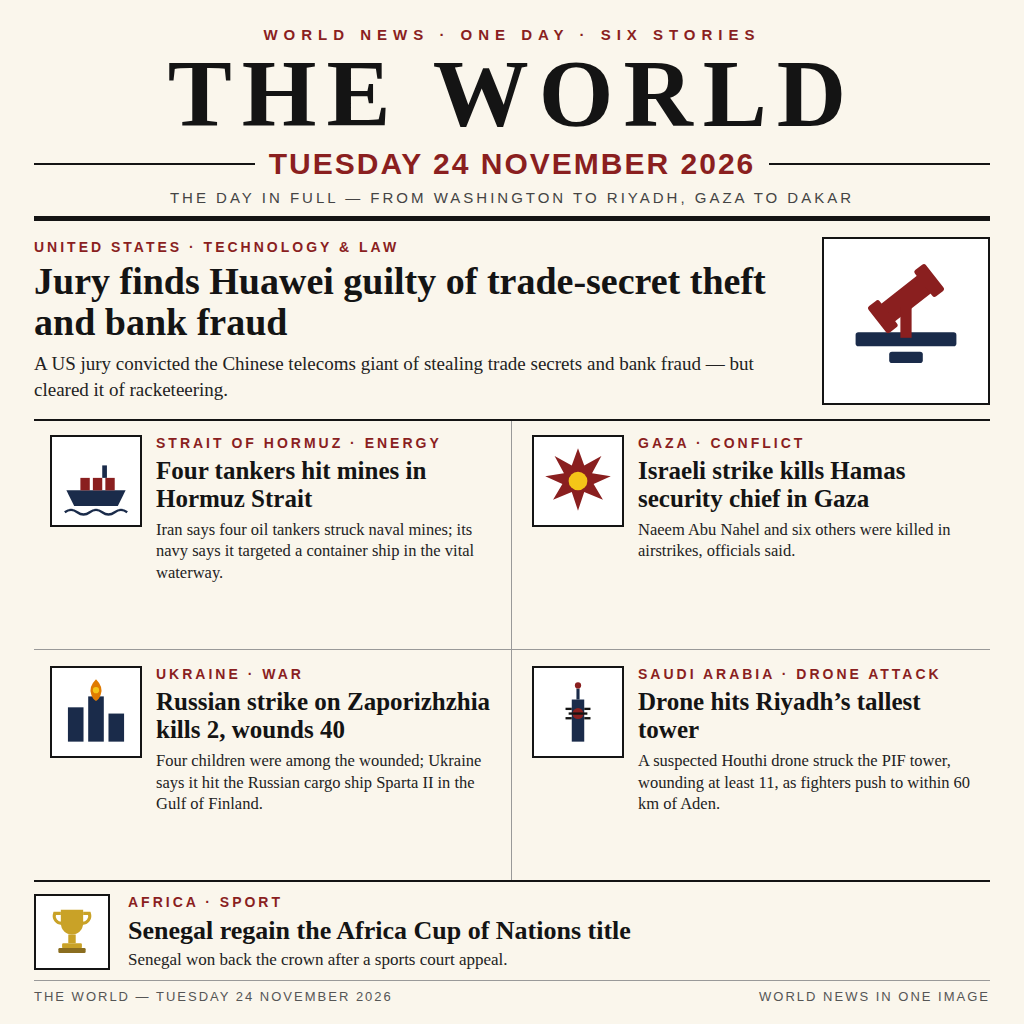 WORLD NEWS · ONE DAY · SIX STORIES
THE WORLD
TUESDAY 24 NOVEMBER 2026
THE DAY IN FULL — FROM WASHINGTON TO RIYADH, GAZA TO DAKAR
UNITED STATES · TECHNOLOGY & LAW
Jury finds Huawei guilty of trade-secret theft
and bank fraud
A US jury convicted the Chinese telecoms giant of stealing trade secrets and bank fraud — but
cleared it of racketeering.
STRAIT OF HORMUZ · ENERGY
Four tankers hit mines in
Hormuz Strait
Iran says four oil tankers struck naval mines; its
navy says it targeted a container ship in the vital
waterway.
GAZA · CONFLICT
Israeli strike kills Hamas
security chief in Gaza
Naeem Abu Nahel and six others were killed in
airstrikes, officials said.
UKRAINE · WAR
Russian strike on Zaporizhzhia
kills 2, wounds 40
Four children were among the wounded; Ukraine
says it hit the Russian cargo ship Sparta II in the
Gulf of Finland.
SAUDI ARABIA · DRONE ATTACK
Drone hits Riyadh’s tallest
tower
A suspected Houthi drone struck the PIF tower,
wounding at least 11, as fighters push to within 60
km of Aden.
AFRICA · SPORT
Senegal regain the Africa Cup of Nations title
Senegal won back the crown after a sports court appeal.
THE WORLD — TUESDAY 24 NOVEMBER 2026
WORLD NEWS IN ONE IMAGE